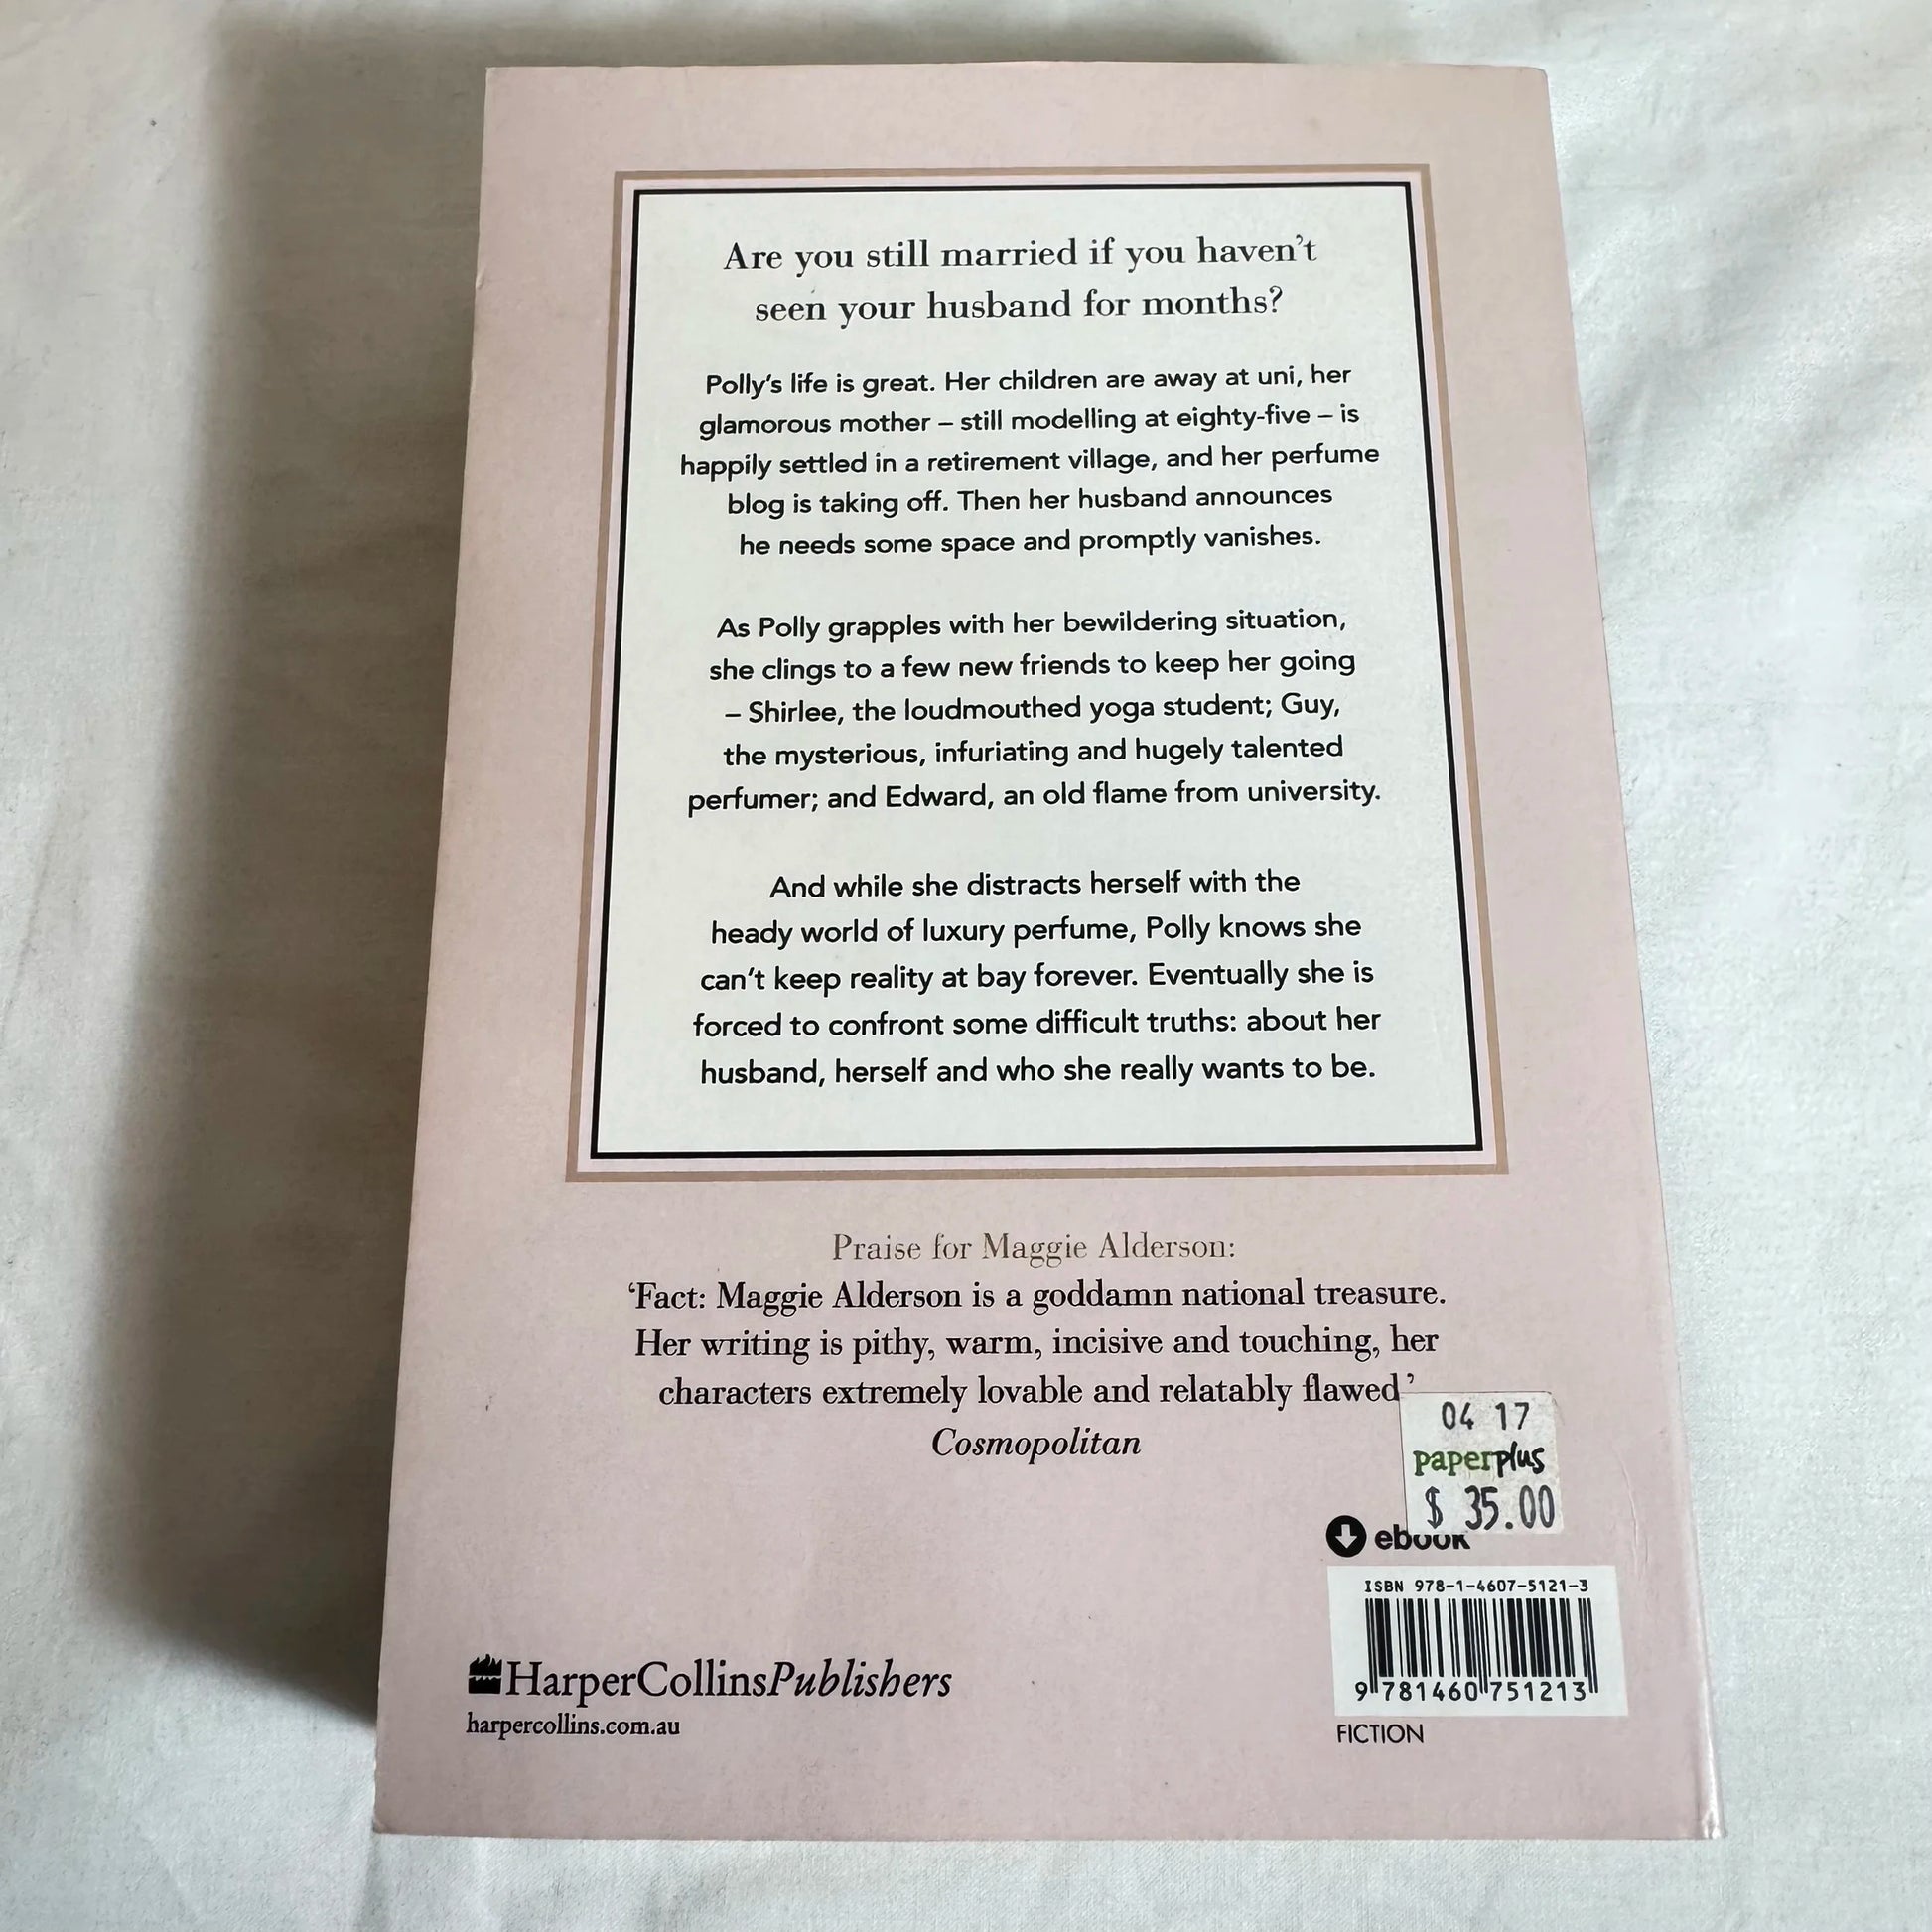 Are you still married if you haven’t
seen your husband for months?
Polly’s life is great. Her children are away at uni, her
glamorous mother – still modelling at eighty-five – is
happily settled in a retirement village, and her perfume
blog is taking off. Then her husband announces
he needs some space and promptly vanishes.
As Polly grapples with her bewildering situation,
she clings to a few new friends to keep her going
– Shirlee, the loudmouthed yoga student; Guy,
the mysterious, infuriating and hugely talented
perfumer; and Edward, an old flame from university.
And while she distracts herself with the
heady world of luxury perfume, Polly knows she
can’t keep reality at bay forever. Eventually she is
forced to confront some difficult truths: about her
husband, herself and who she really wants to be.
Praise for Maggie Alderson:
‘Fact: Maggie Alderson is a goddamn national treasure.
Her writing is pithy, warm, incisive and touching, her
characters extremely lovable and relatably flawed’
Cosmopolitan
04 17
paperplus
$ 35.00
ebook
ISBN 978-1-4607-5121-3
9 781460 751213
FICTION
HarperCollinsPublishers
harpercollins.com.au